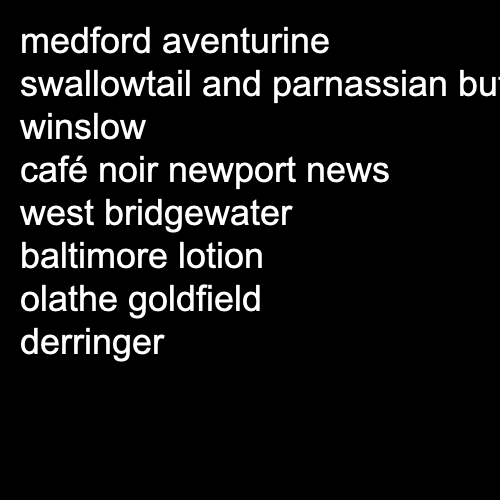 medford aventurine
swallowtail and parnassian
winslow
café noir newport news
west bridgewater
baltimore lotion
olathe goldfield
derringer